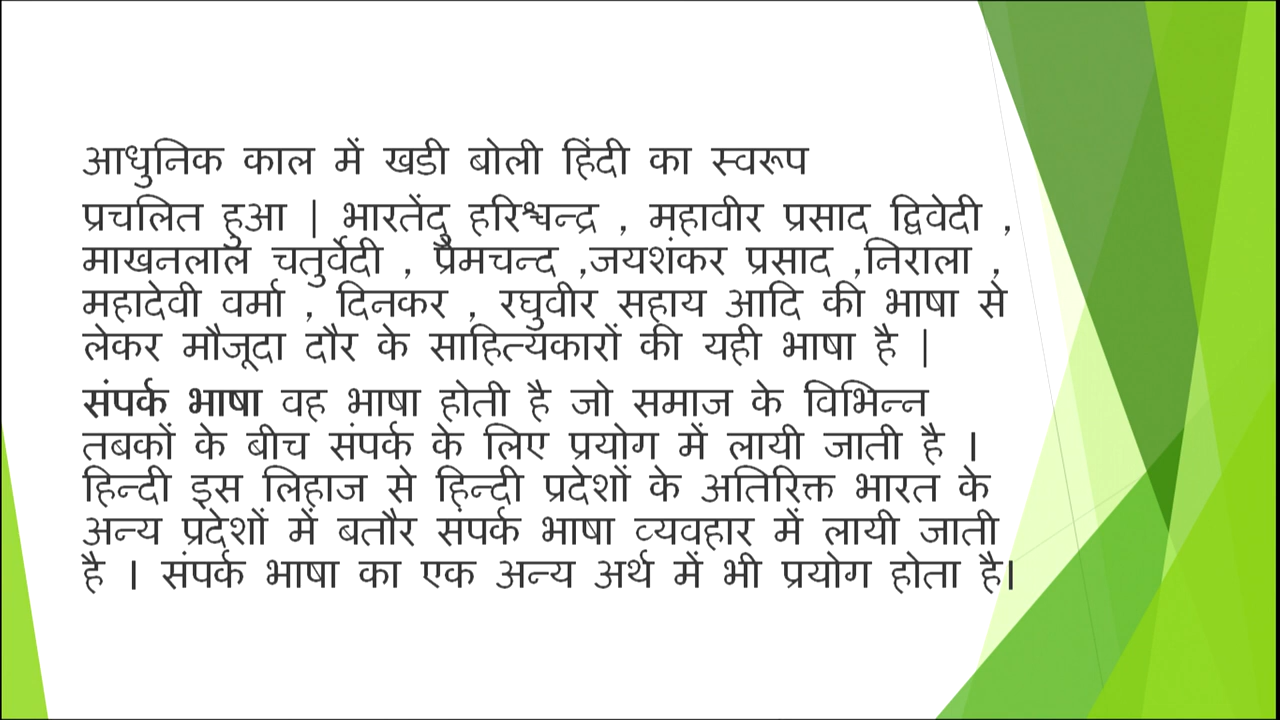 आधुनिक काल में खडी बोली हिंदी का स्वरूप
प्रचलित हुआ | भारतेंदु हरिश्चन्द्र , महावीर प्रसाद द्विवेदी ,
माखनलाल चतुर्वेदी , प्रेमचन्द ,जयशंकर प्रसाद ,निराला ,
महादेवी वर्मा , दिनकर , रघुवीर सहाय आदि की भाषा से
लेकर मौजूदा दौर के साहित्यकारों की यही भाषा है |
संपर्क भाषा वह भाषा होती है जो समाज के विभिन्न
तबकों के बीच संपर्क के लिए प्रयोग में लायी जाती है ।
हिन्दी इस लिहाज से हिन्दी प्रदेशों के अतिरिक्त भारत के
अन्य प्रदेशों में बतौर संपर्क भाषा व्यवहार में लायी जाती
है । संपर्क भाषा का एक अन्य अर्थ में भी प्रयोग होता है।